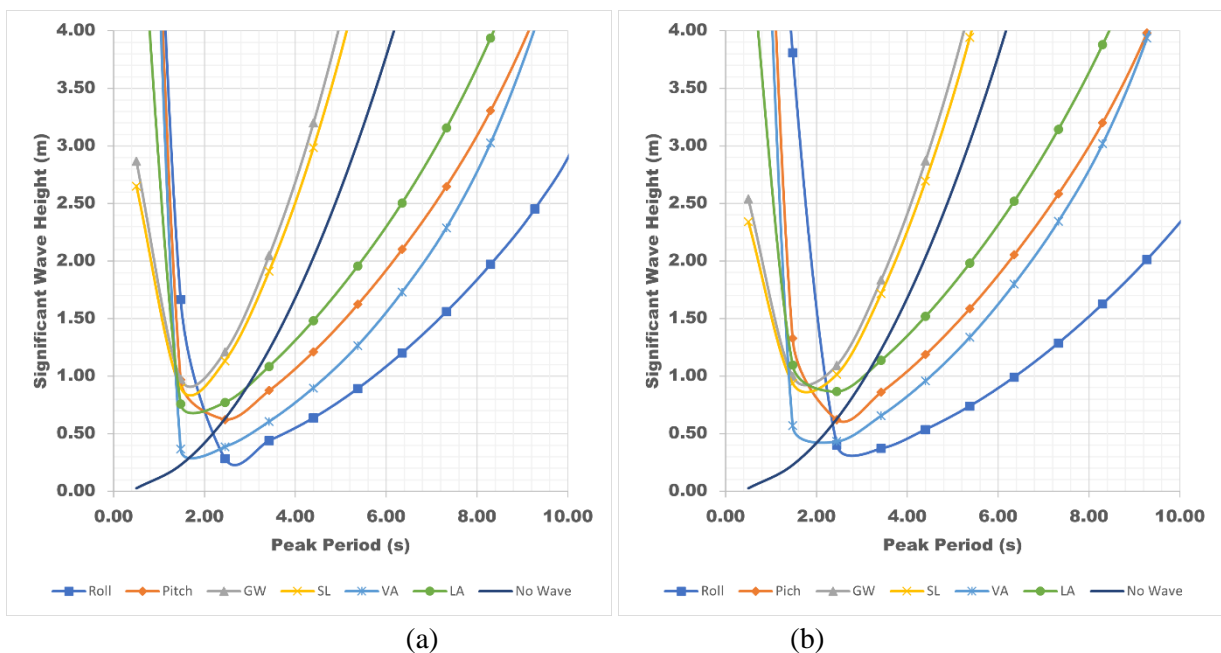 4.00
3.50
3.00
2.50
2.00
1.50
1.00
0.50
0.00
Significant Wave Height (m)
0.00 2.00 4.00 6.00 8.00 10.00
Peak Period (s)
Roll Pitch GW SL VA LA No Wave
(a)
4.00
3.50
3.00
2.50
2.00
1.50
1.00
0.50
0.00
Significant Wave Height (m)
0.00 2.00 4.00 6.00 8.00 10.00
Peak Period (s)
Roll Pich GW SL VA LA No Wave
(b)